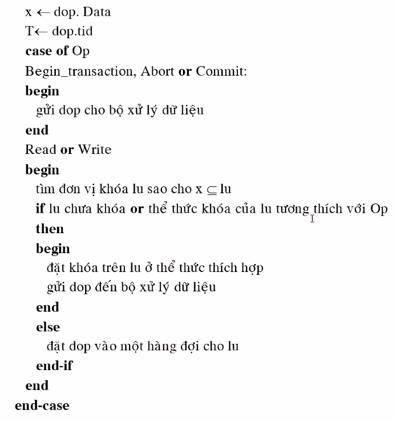 x ← dop. Data
T← dop.tid
case of Op
Begin_transaction, Abort or Commit:
begin
gửi dop cho bộ xử lý dữ liệu
end
Read or Write
begin
tìm đơn vị khóa lu sao cho x ⊆ lu
if lu chưa khóa or thể thức khóa của lu tương thích với Op
then
begin
đặt khóa trên lu ở thể thức thích hợp
gửi dop đến bộ xử lý dữ liệu
end
else
đặt dop vào một hàng đợi cho lu
end-if
end
end-case